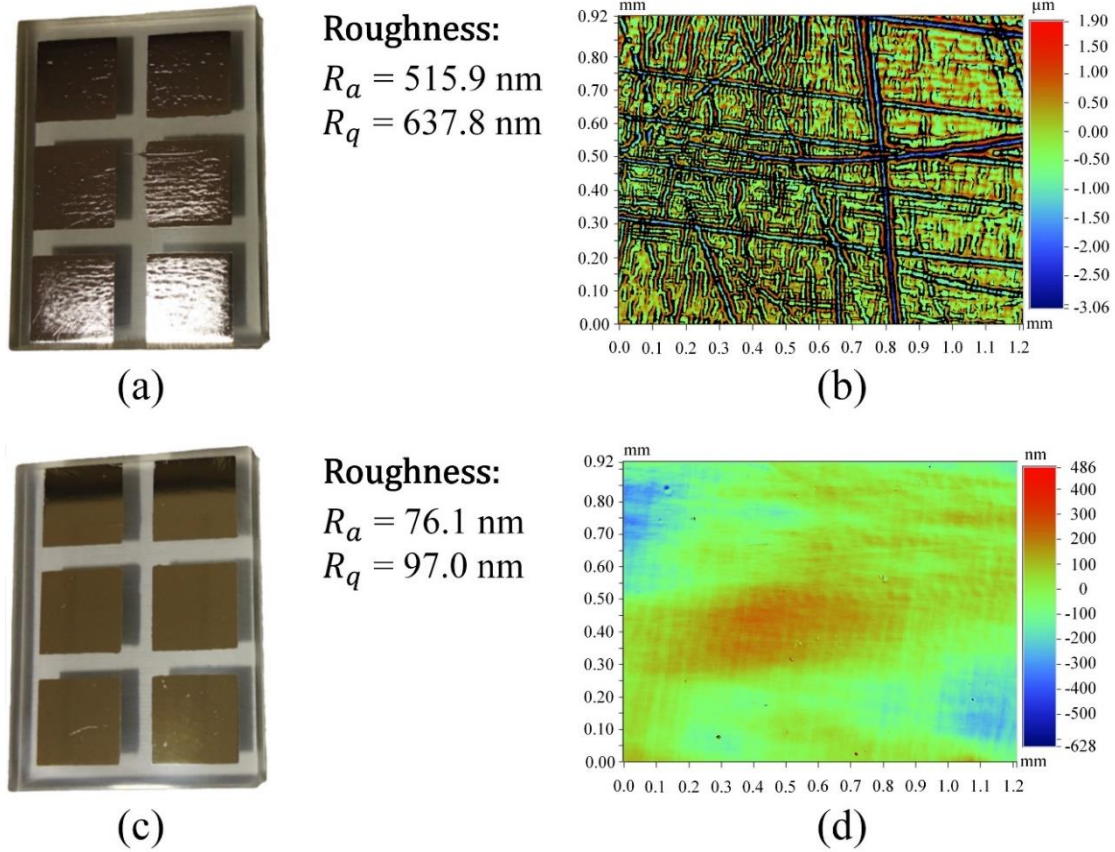 Roughness:
Rₐ = 515.9 nm
R_q = 637.8 nm
(a)
mm
0.92
0.80
0.70
0.60
0.50
0.40
0.30
0.20
0.10
0.00
0.0 0.1 0.2 0.3 0.4 0.5 0.6 0.7 0.8 0.9 1.0 1.1 1.2
mm
μm
1.90
1.50
1.00
0.50
0.00
-0.50
-1.00
-1.50
-2.00
-2.50
-3.06
(b)
Roughness:
Rₐ = 76.1 nm
R_q = 97.0 nm
(c)
mm
0.92
0.80
0.70
0.60
0.50
0.40
0.30
0.20
0.10
0.00
0.0 0.1 0.2 0.3 0.4 0.5 0.6 0.7 0.8 0.9 1.0 1.1 1.2
mm
nm
486
400
300
200
100
0
-100
-200
-300
-400
-500
-628
(d)